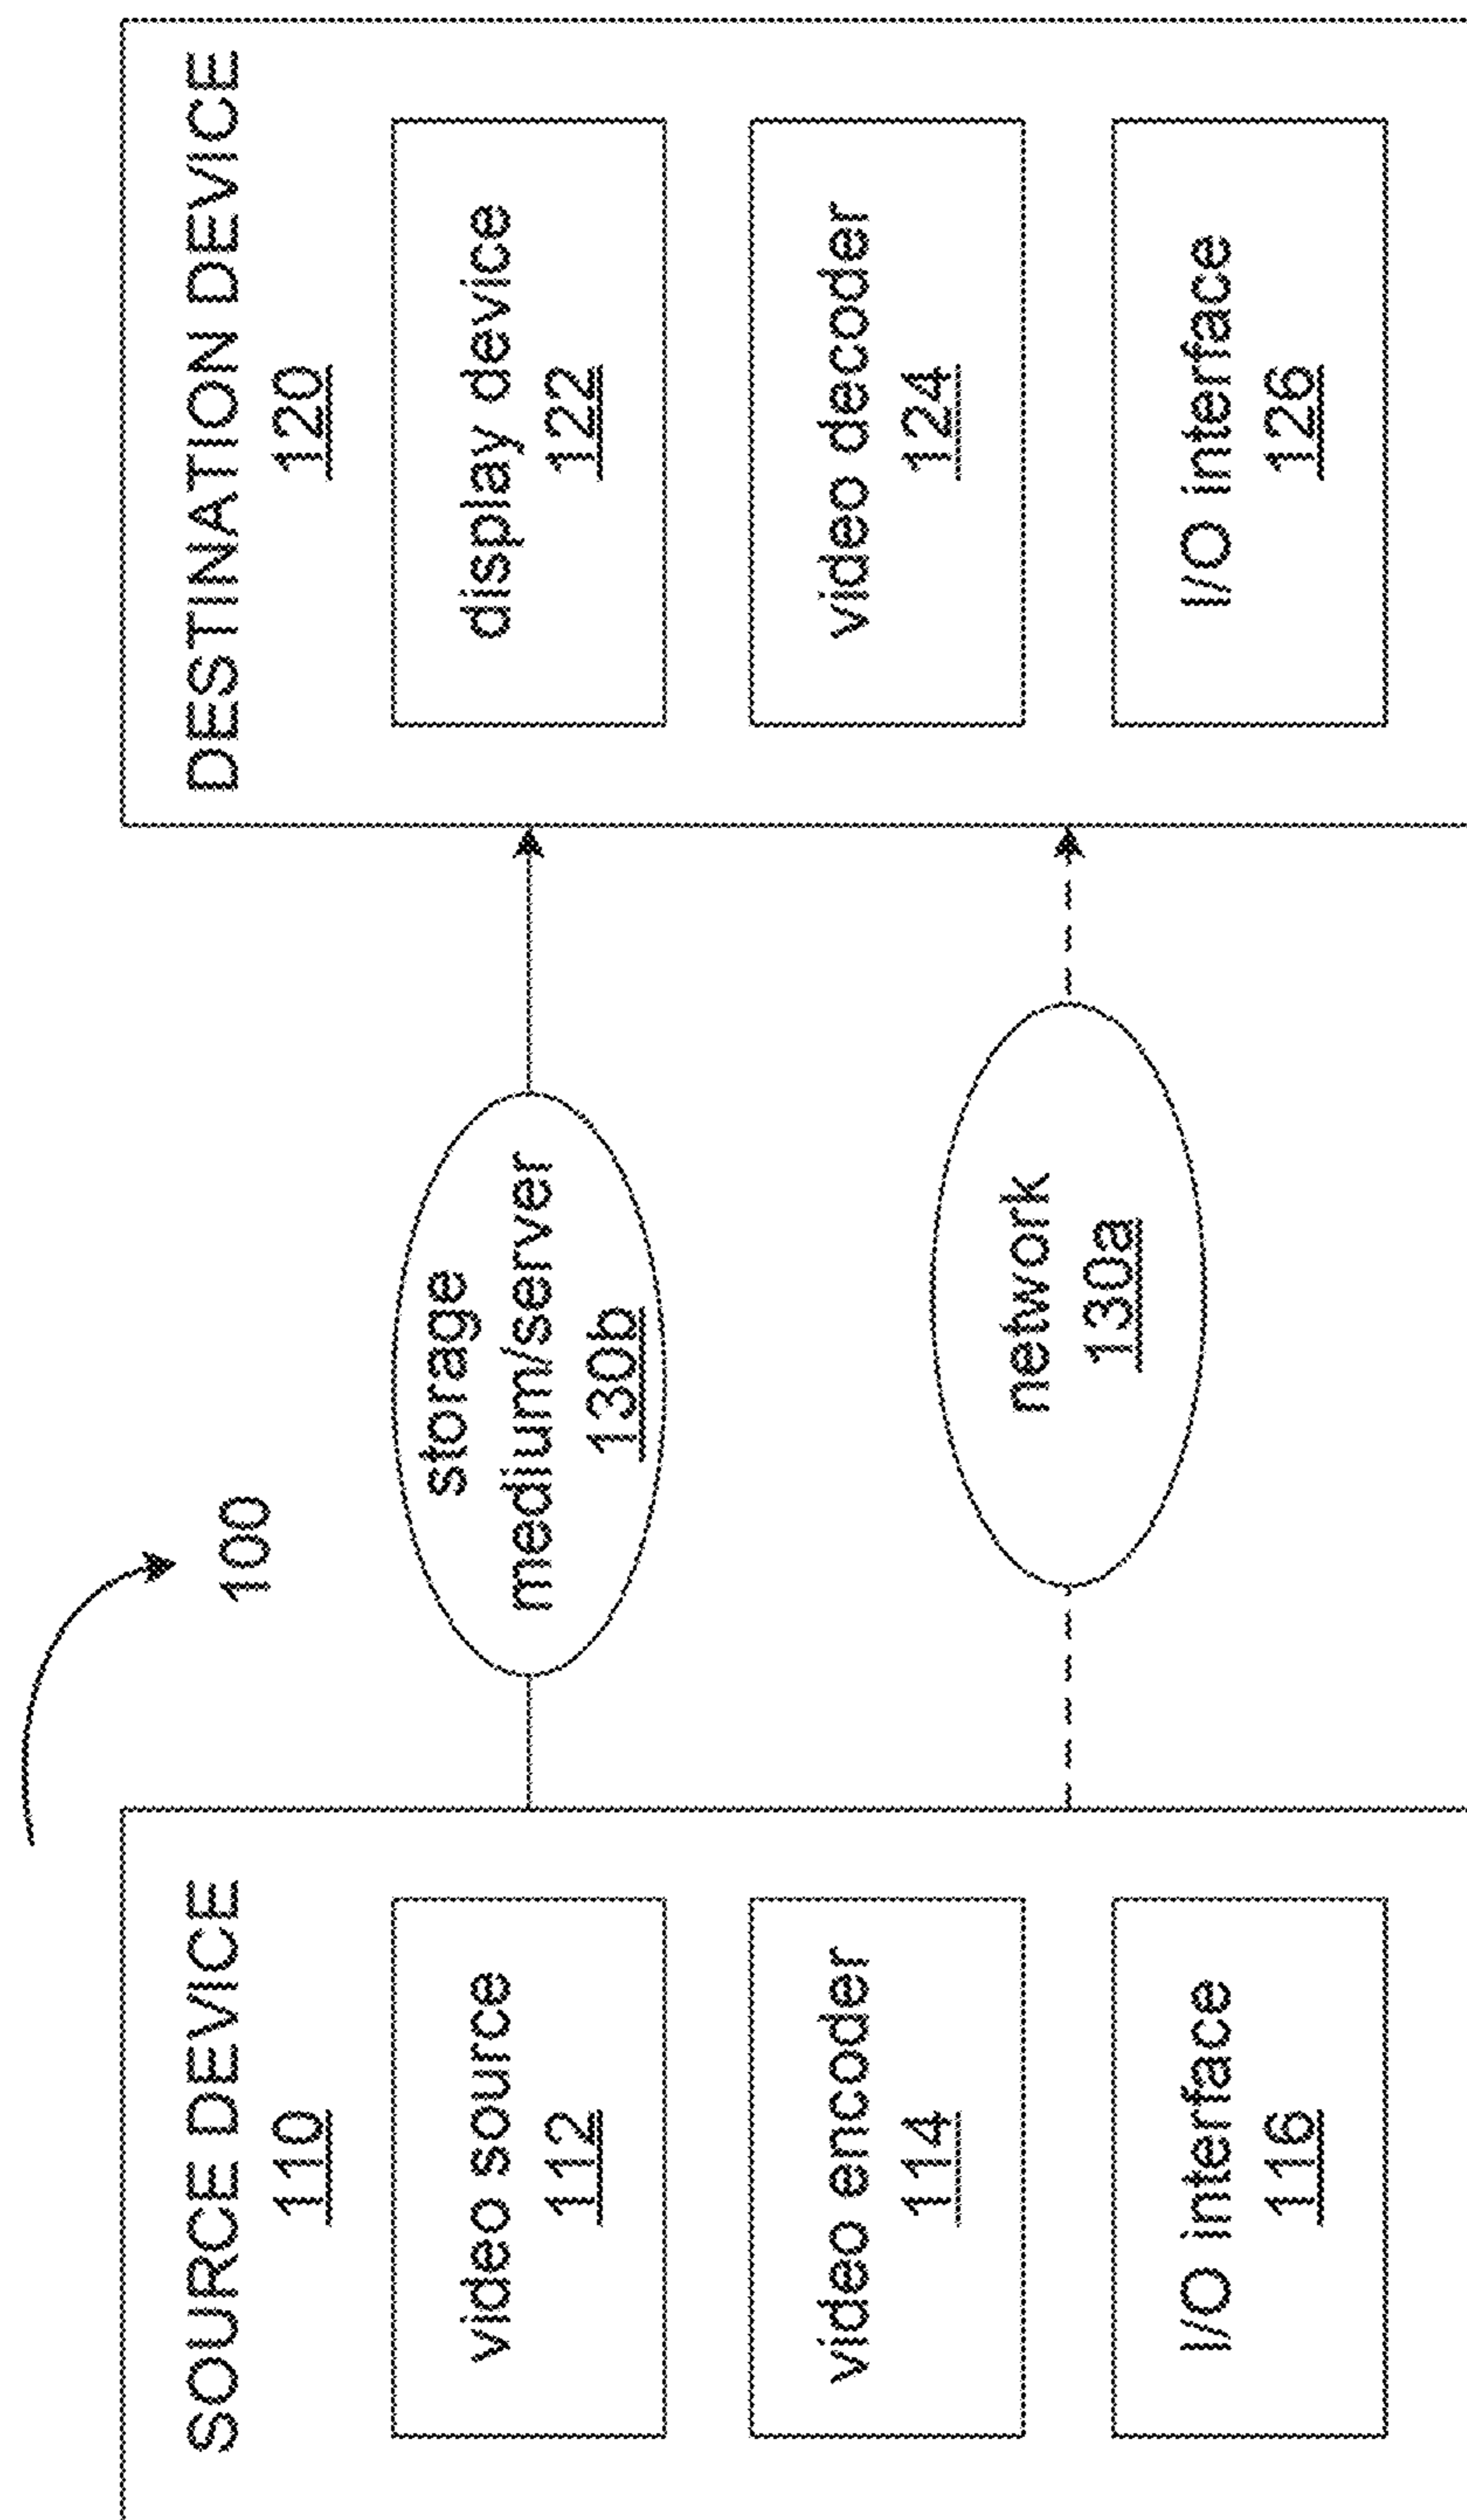 100
SOURCE DEVICE
110
video source
112
video encoder
114
I/O interface
116
storage
medium/server
130b
network
130a
DESTINATION DEVICE
120
display device
122
video decoder
124
I/O interface
126